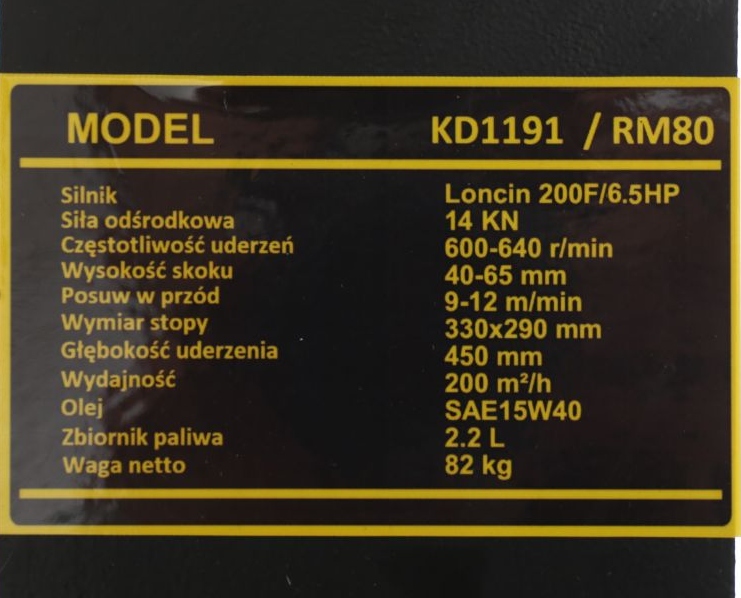 MODEL KD1191 / RM80
Silnik Loncin 200F/6.5HP
Siła odśrodkowa 14 KN
Częstotliwość uderzeń 600-640 r/min
Wysokość skoku 40-65 mm
Posuw w przód 9-12 m/min
Wymiar stopy 330x290 mm
Głębokość uderzenia 450 mm
Wydajność 200 m²/h
Olej SAE15W40
Zbiornik paliwa 2.2 L
Waga netto 82 kg